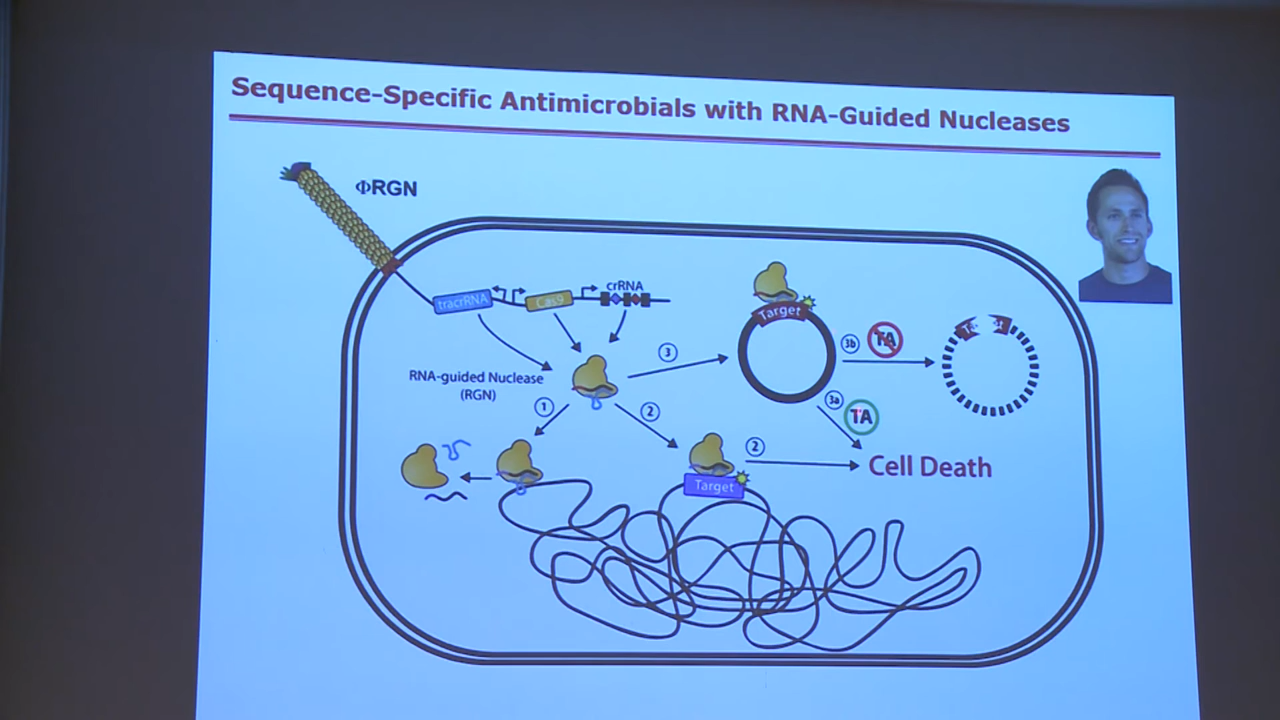 Sequence-Specific Antimicrobials with RNA-Guided Nucleases
ΦRGN
tracrRNA
Cas9
crRNA
Target
RNA-guided Nuclease
(RGN)
3
3b
TA
3a
TA
1
2
2
Cell Death
Target